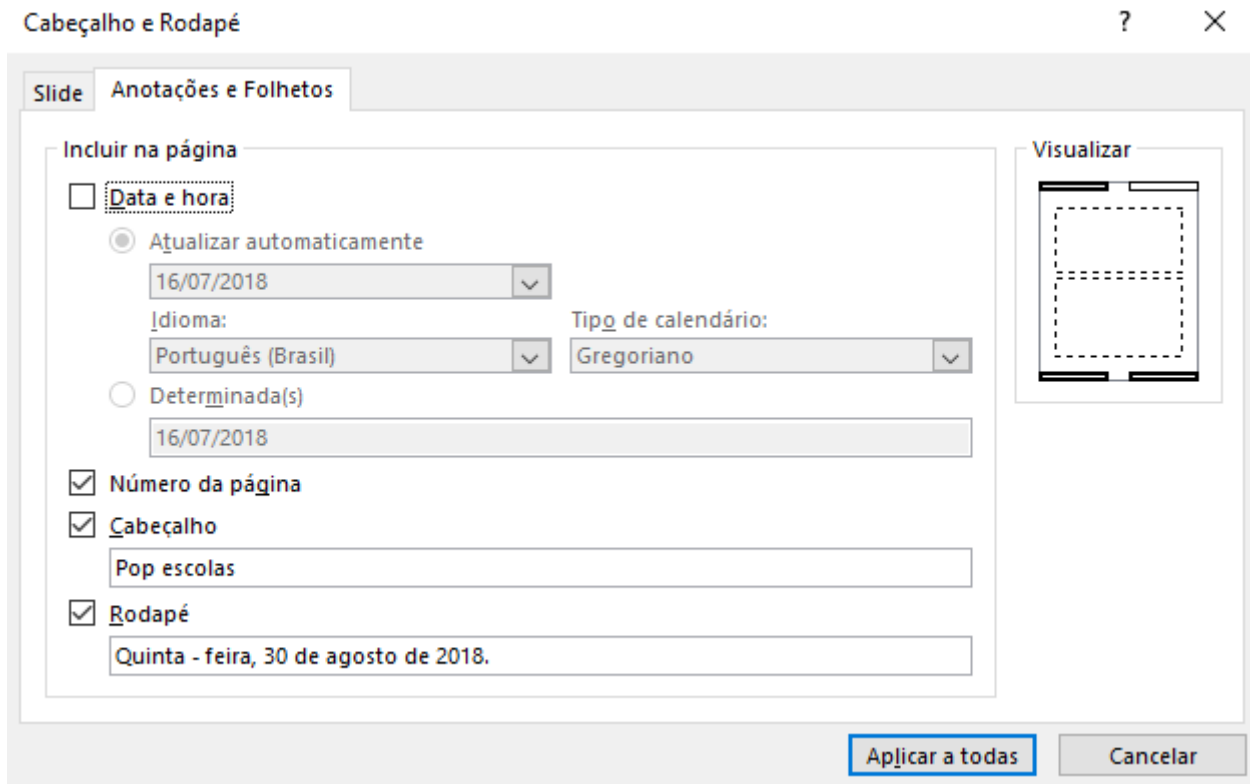 Cabeçalho e Rodapé ?
Slide Anotações e Folhetos
Incluir na página
Visualizar
Data e hora
Atualizar automaticamente
16/07/2018
Idioma: Tipo de calendário:
Português (Brasil) Gregoriano
Determinada(s)
16/07/2018
Número da página
Cabeçalho
Pop escolas
Rodapé
Quinta - feira, 30 de agosto de 2018.
Aplicar a todas Cancelar